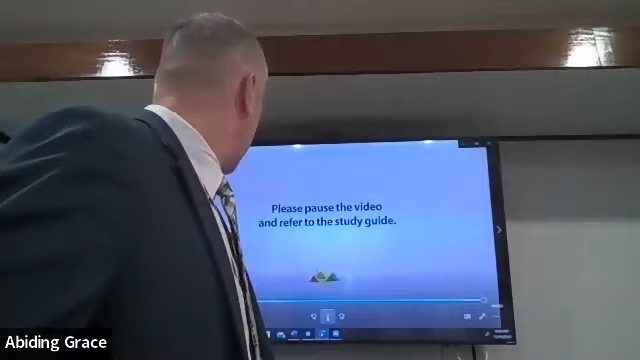 Please pause the video
and refer to the study guide.
Abiding Grace